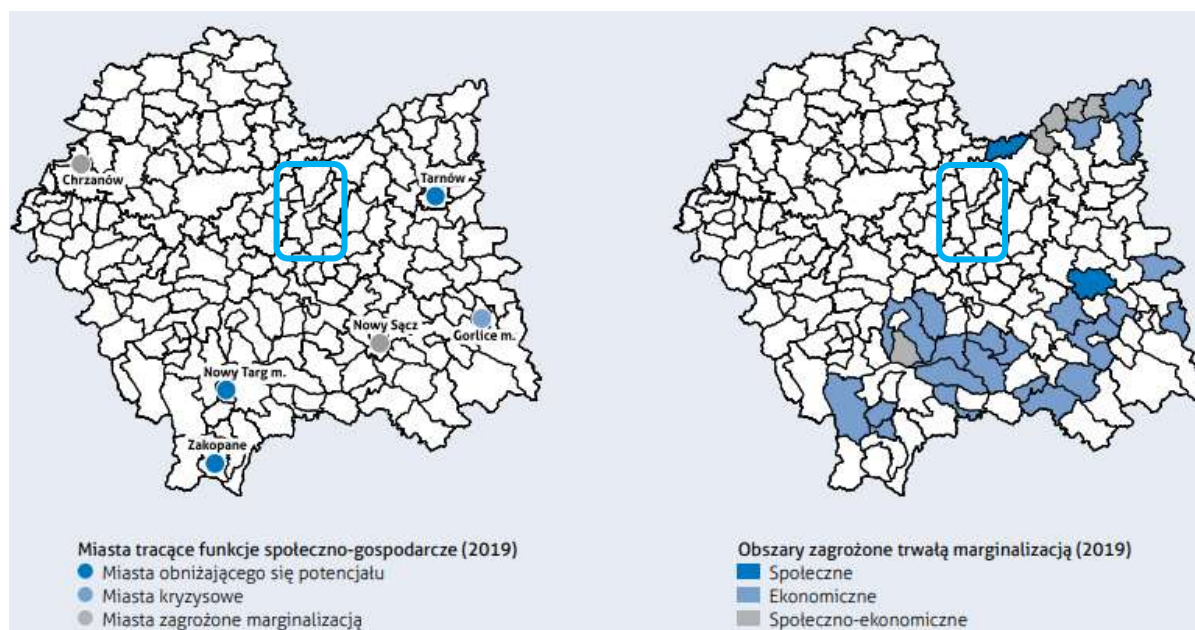 Chrzanów
Tarnów
Nowy Sącz
Gorlice m.
Nowy Targ m.
Zakopane
Miasta tracące funkcje społeczno-gospodarcze (2019)
Miasta obniżającego się potencjału
Miasta kryzysowe
Miasta zagrożone marginalizacją
Obszary zagrożone trwałą marginalizacją (2019)
Społeczne
Ekonomiczne
Społeczno-ekonomiczne